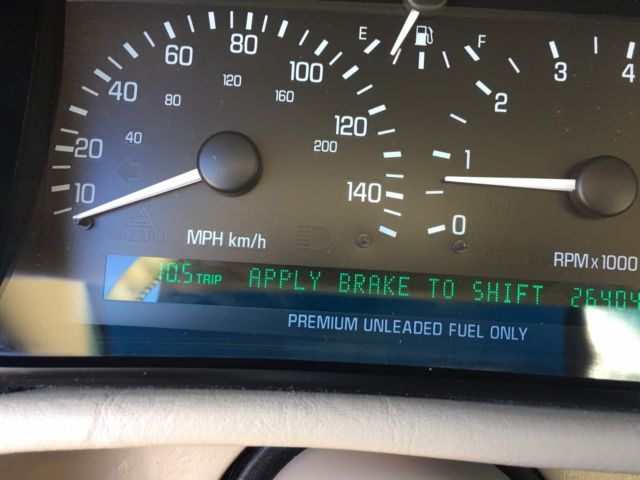 E F
10 20 40 60 80 100 120 140
40 80 120 160 200
0 1 2 3 4
HAZARD
MPH km/h
RPM x 1000
10.5 TRIP APPLY BRAKE TO SHIFT 26404
PREMIUM UNLEADED FUEL ONLY